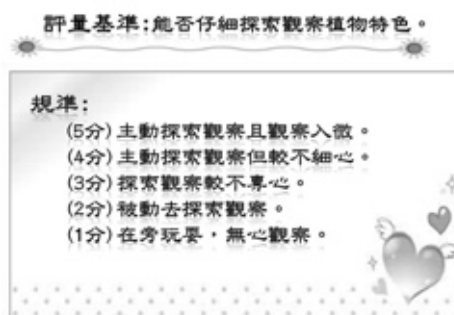 評量基準:能否仔細探索觀察植物特色。
規準:
(5分)主動探索觀察且觀察入微。
(4分)主動探索觀察但較不細心。
(3分)探索觀察較不專心。
(2分)被動去探索觀察。
(1分)在旁玩耍,無心觀察。